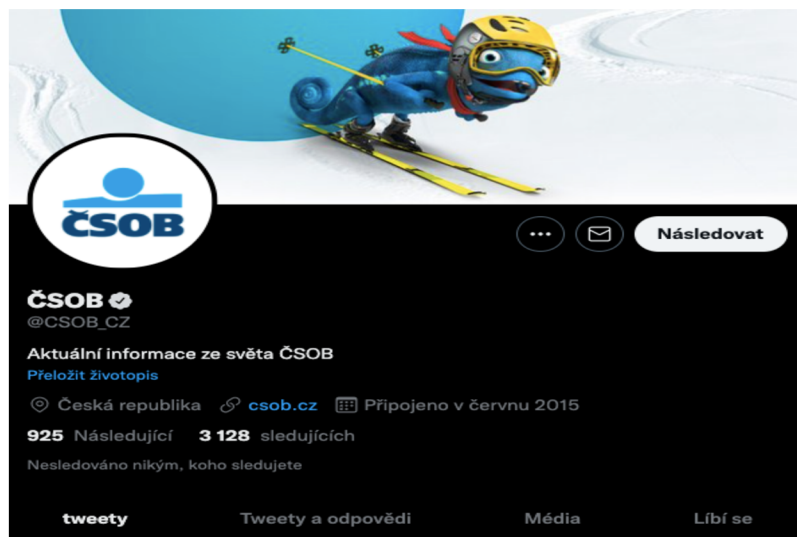 ČSOB
Následovat
ČSOB
@CSOB_CZ
Aktuální informace ze světa ČSOB
Přeložit životopis
Česká republika csob.cz Připojeno v červnu 2015
925 Následující 3 128 sledujících
Nesledováno nikým, koho sledujete
tweety Tweety a odpovědi Média Líbí se